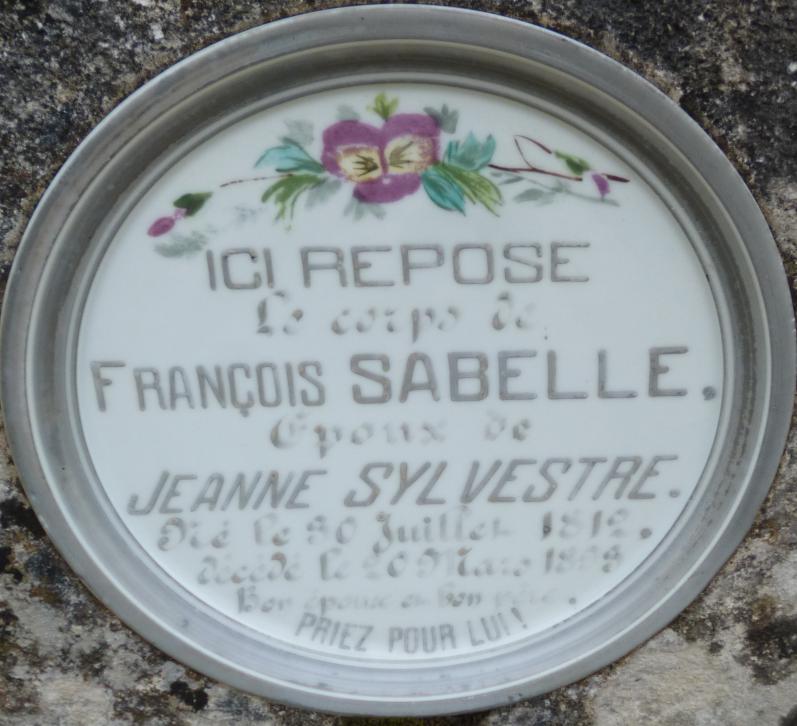 ICI REPOSE
Le corps de
FRANÇOIS SABELLE.
Époux de
JEANNE SYLVESTRE.
Né le 30 Juillet 1812.
décédé le 20 Mars
Bon époux et bon père.
PRIEZ POUR LUI!